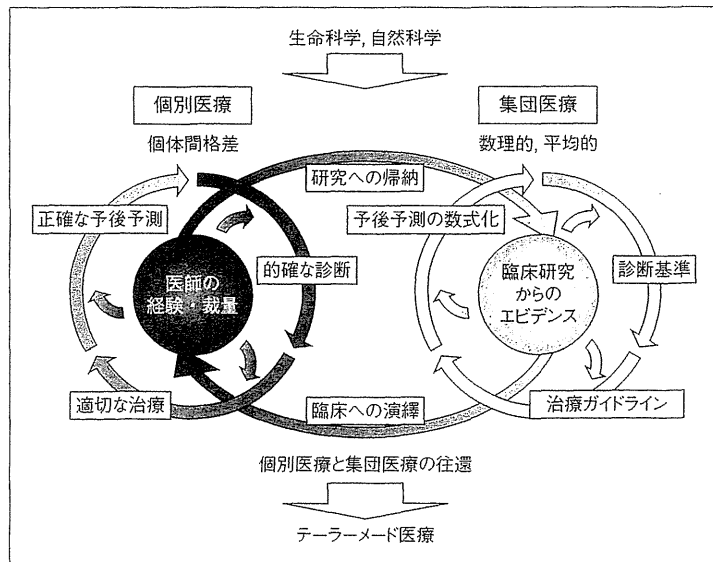 生命科学, 自然科学
個別医療
集団医療
個体間格差
数理的, 平均的
研究への帰納
正確な予後予測
予後予測の数式化
医師の
経験・裁量
的確な診断
臨床研究
からの
エビデンス
診断基準
適切な治療
臨床への演繹
治療ガイドライン
個別医療と集団医療の往還
テーラーメード医療